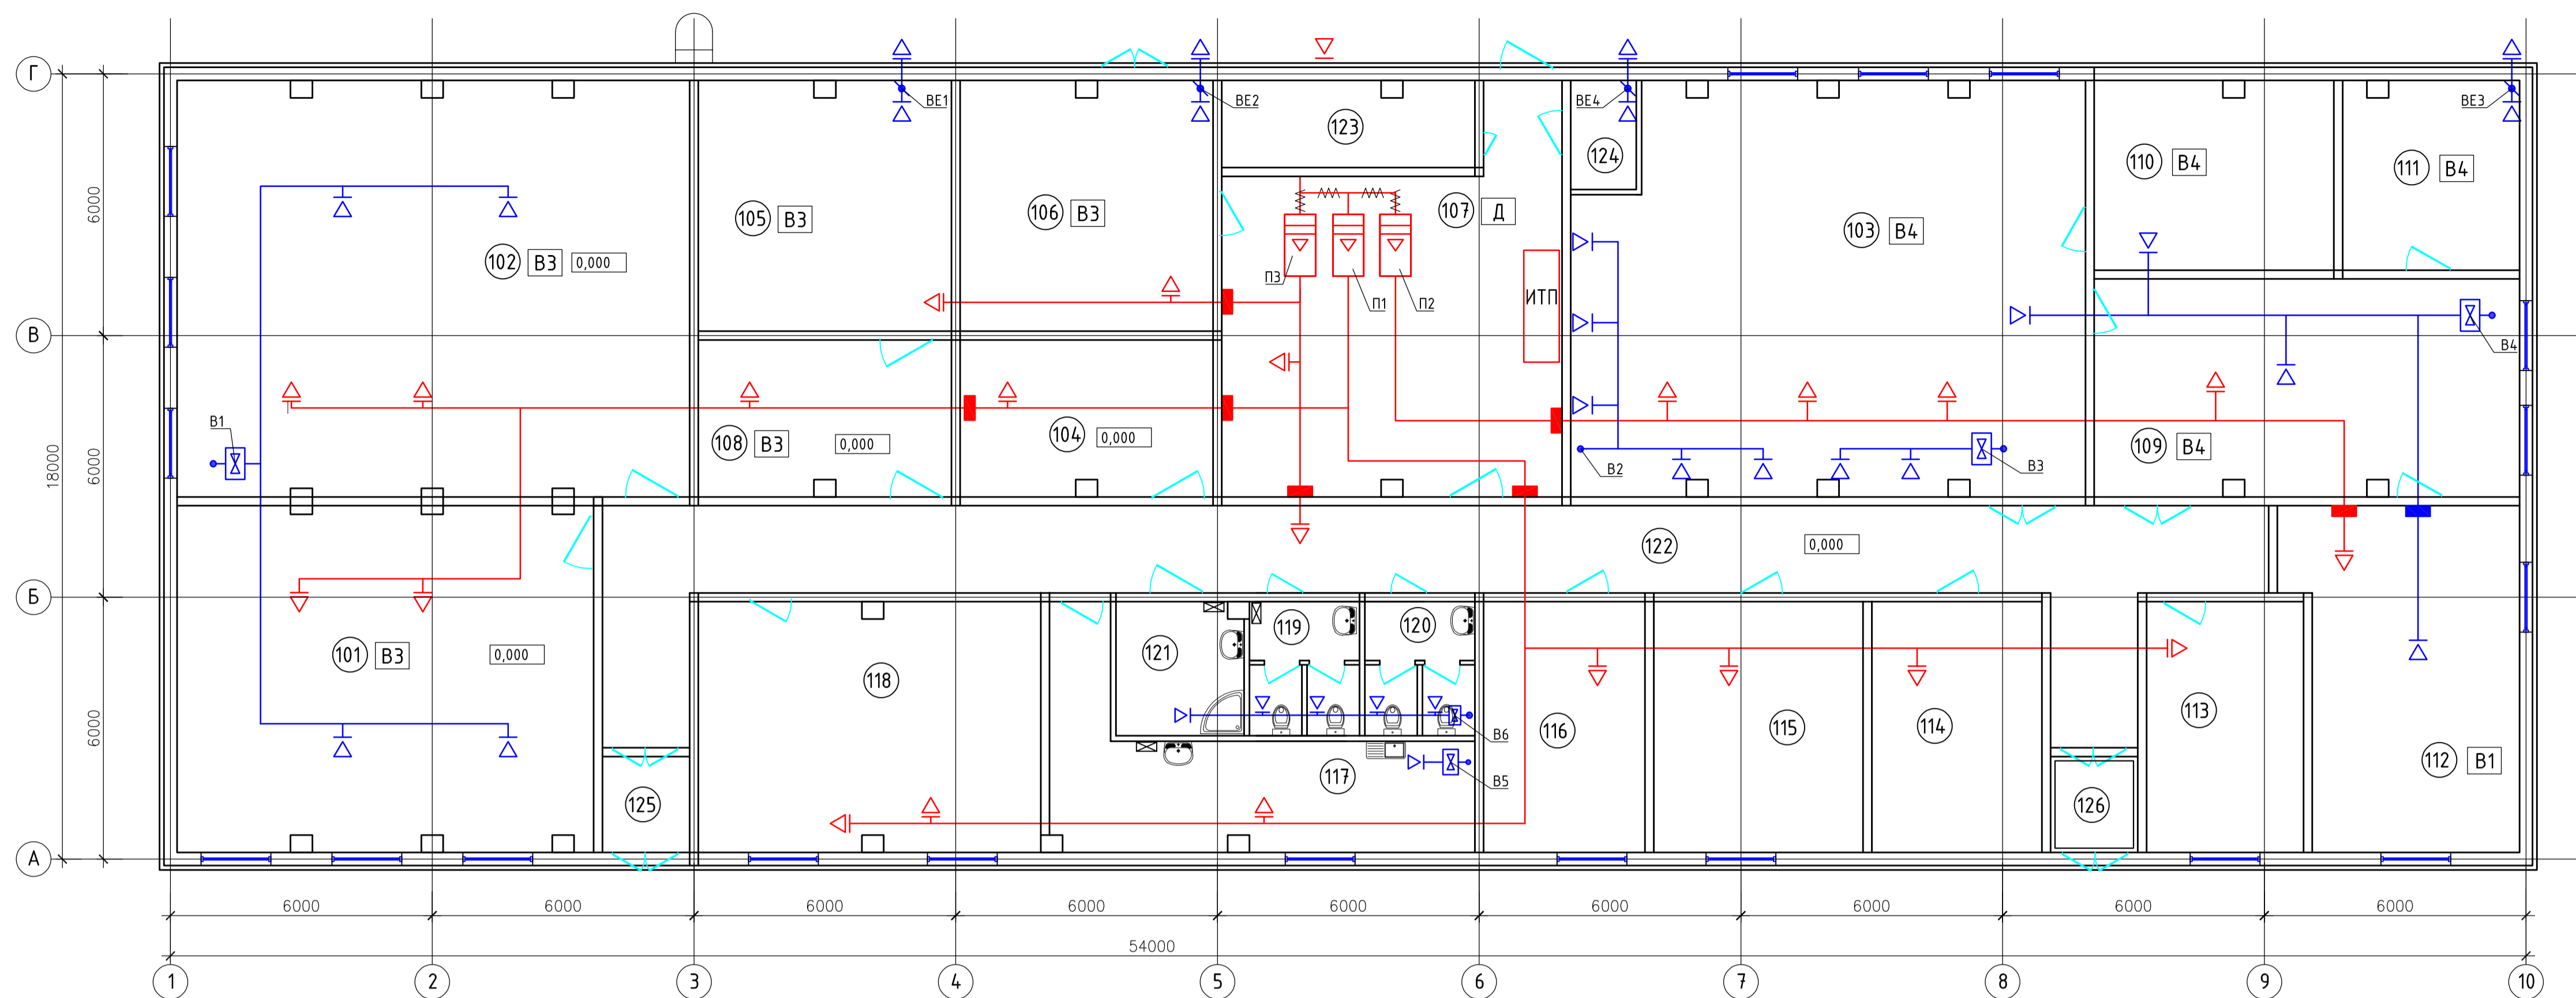 Г
ВЕ1
ВЕ2
ВЕ4
ВЕ3
123
124
110 В4
111 В4
6000
105 В3
106 В3
107 Д
103 В4
102 В3 0,000
П3
П1
П2
ИТП
В
В4
В1
108 В3 0,000
104 0,000
109 В4
В2
В3
18000
6000
122 0,000
Б
119
120
121
101 В3 0,000
118
6000
113
114
115
116
В6
117
В5
112 В1
125
126
А
6000 6000 6000 6000 6000 6000 6000 6000 6000
54000
1 2 3 4 5 6 7 8 9 10